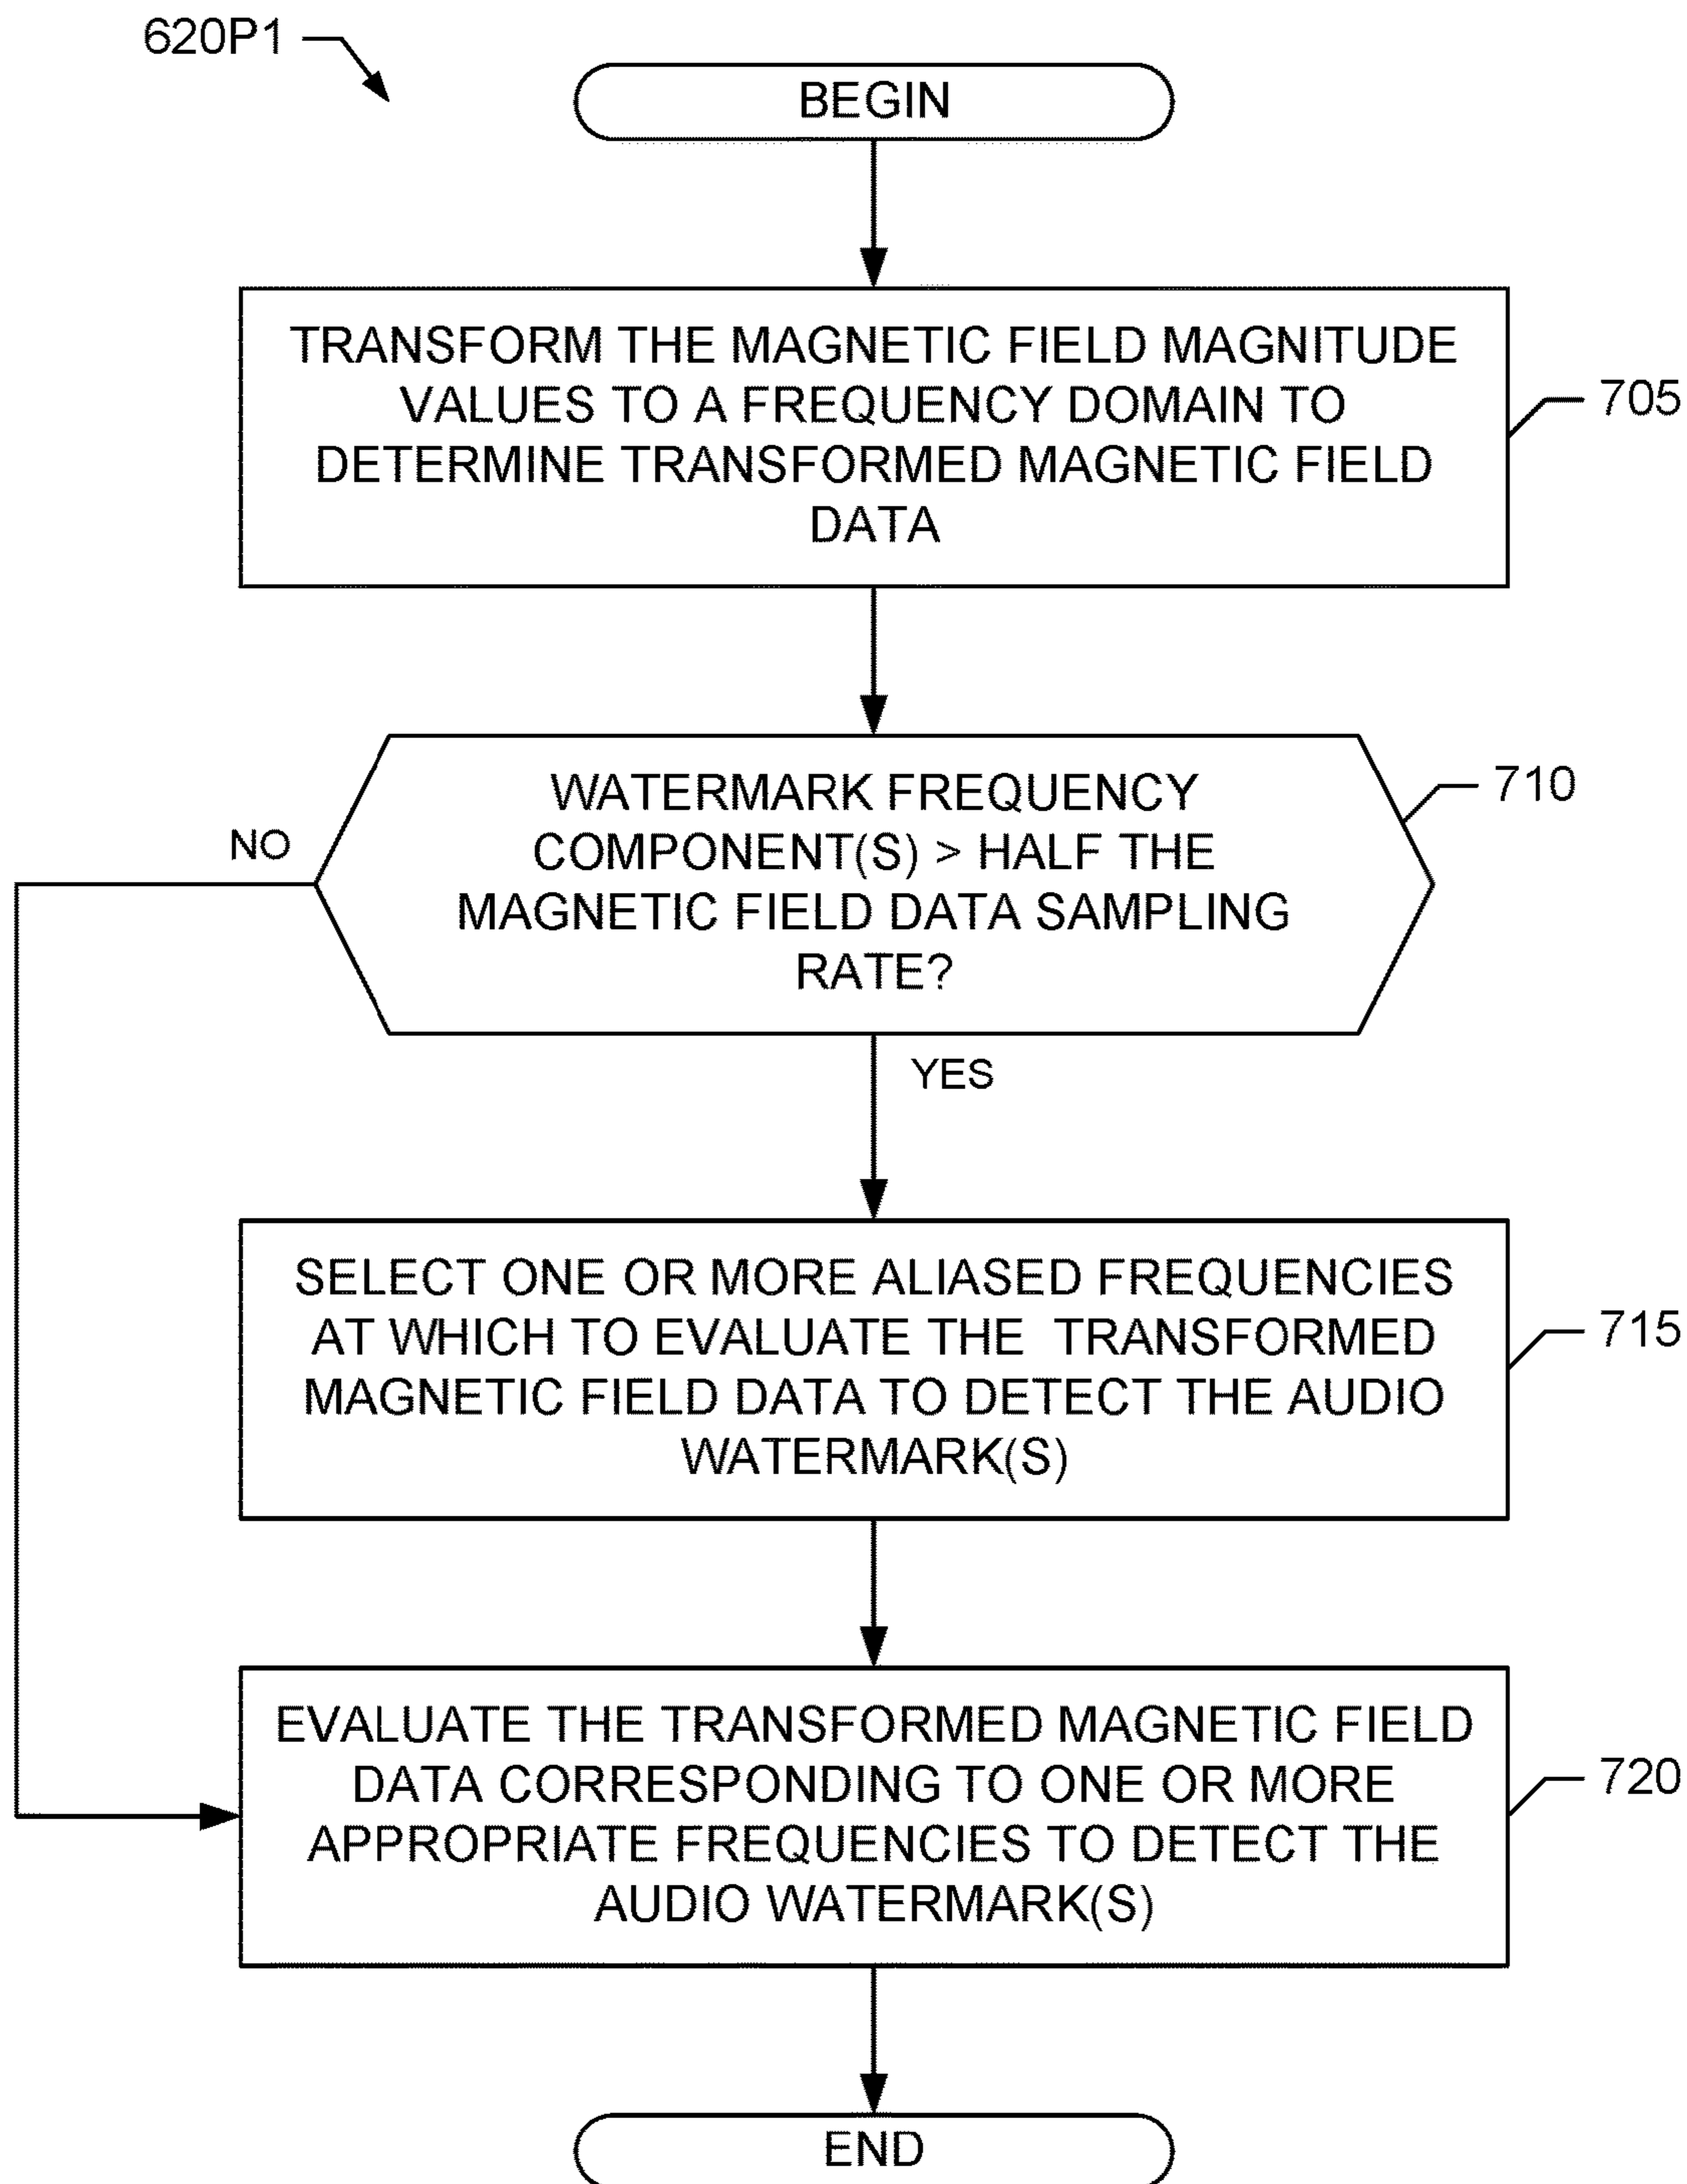 620P1
BEGIN
TRANSFORM THE MAGNETIC FIELD MAGNITUDE
VALUES TO A FREQUENCY DOMAIN TO
DETERMINE TRANSFORMED MAGNETIC FIELD
DATA
705
WATERMARK FREQUENCY
COMPONENT(S) > HALF THE
MAGNETIC FIELD DATA SAMPLING
RATE?
710
NO
YES
SELECT ONE OR MORE ALIASED FREQUENCIES
AT WHICH TO EVALUATE THE TRANSFORMED
MAGNETIC FIELD DATA TO DETECT THE AUDIO
WATERMARK(S)
715
EVALUATE THE TRANSFORMED MAGNETIC FIELD
DATA CORRESPONDING TO ONE OR MORE
APPROPRIATE FREQUENCIES TO DETECT THE
AUDIO WATERMARK(S)
720
END